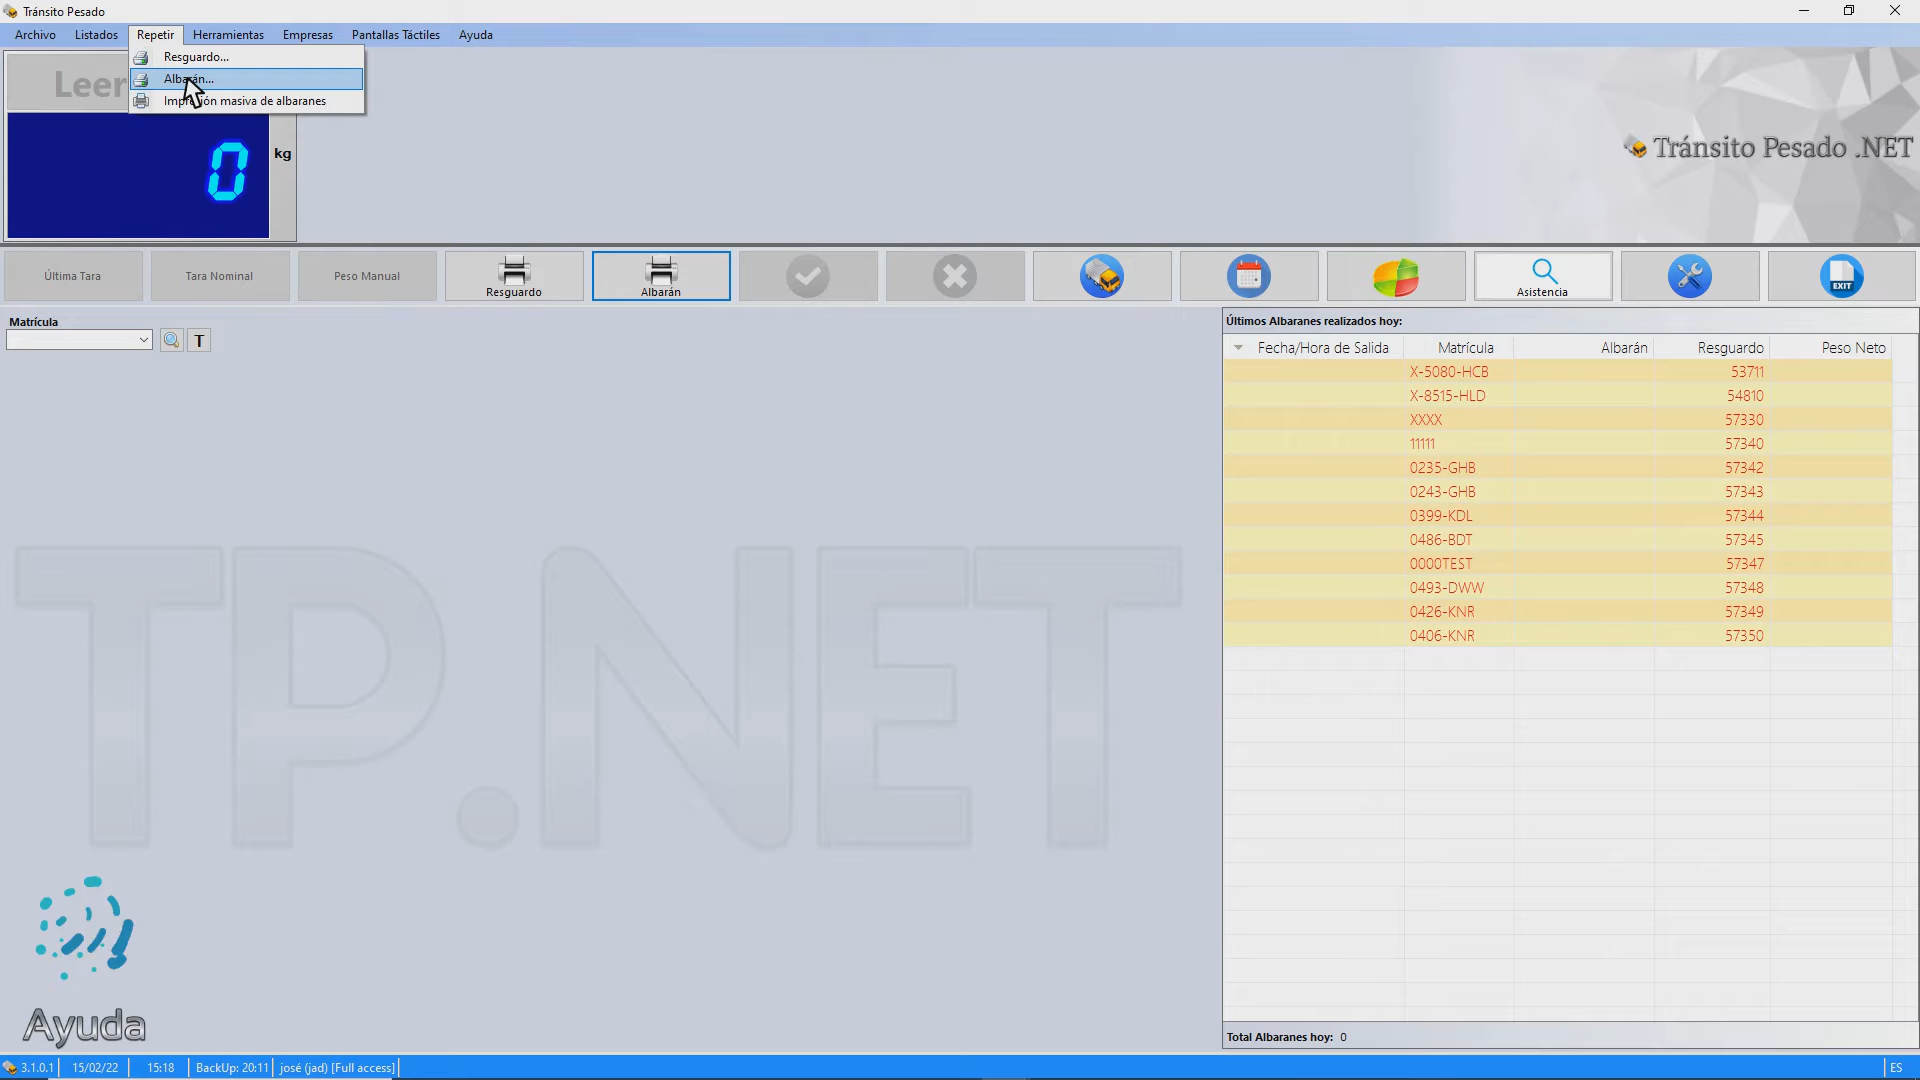 Tránsito Pesado
Archivo Listados Repetir Herramientas Empresas Pantallas Táctiles Ayuda
Resguardo...
Albarán...
Impresión masiva de albaranes
Leer
0 kg
Tránsito Pesado .NET
Última Tara Tara Nominal Peso Manual Resguardo Albarán EXIT Asistencia
Matrícula
T
Últimos Albaranes realizados hoy:
Fecha/Hora de Salida Matrícula Albarán Resguardo Peso Neto
X-5080-HCB 53711
X-8515-HLD 54810
XXXX 57330
11111 57340
0235-GHB 57342
0243-GHB 57343
0399-KDL 57344
0486-BDT 57345
0000TEST 57347
0493-DWW 57348
0426-KNR 57349
0406-KNR 57350
TP.NET
Ayuda
Total Albaranes hoy: 0
3.1.0.1 15/02/22 15:18 BackUp: 20:11 josé (jad) [Full access] ES